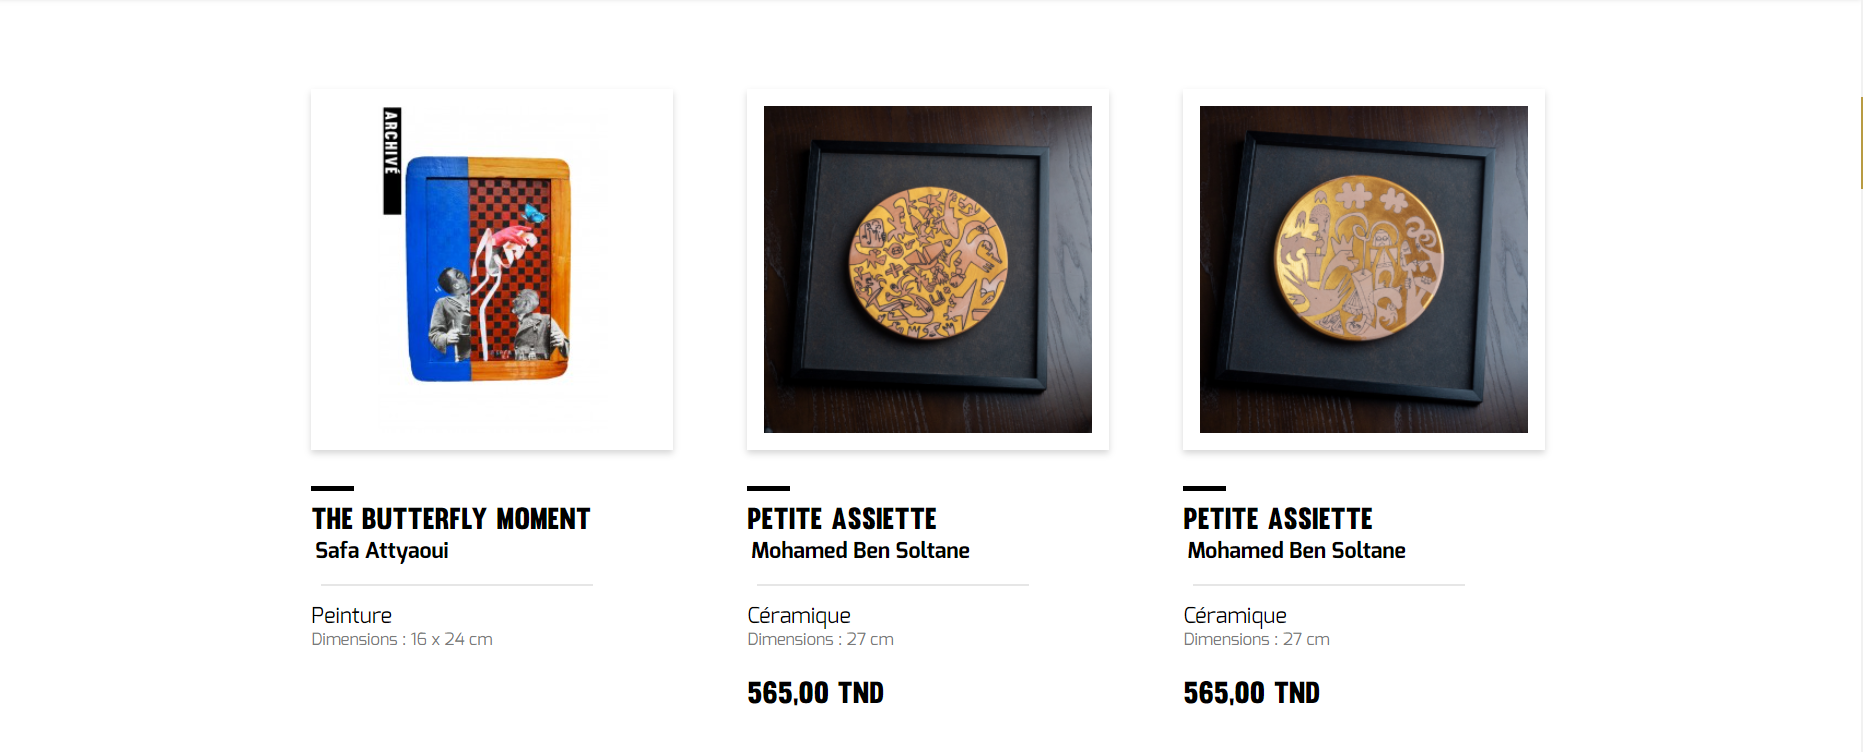 ARCHIVÉ
THE BUTTERFLY MOMENT
Safa Attyaoui
Peinture
Dimensions : 16 x 24 cm
PETITE ASSIETTE
Mohamed Ben Soltane
Céramique
Dimensions : 27 cm
565,00 TND
PETITE ASSIETTE
Mohamed Ben Soltane
Céramique
Dimensions : 27 cm
565,00 TND